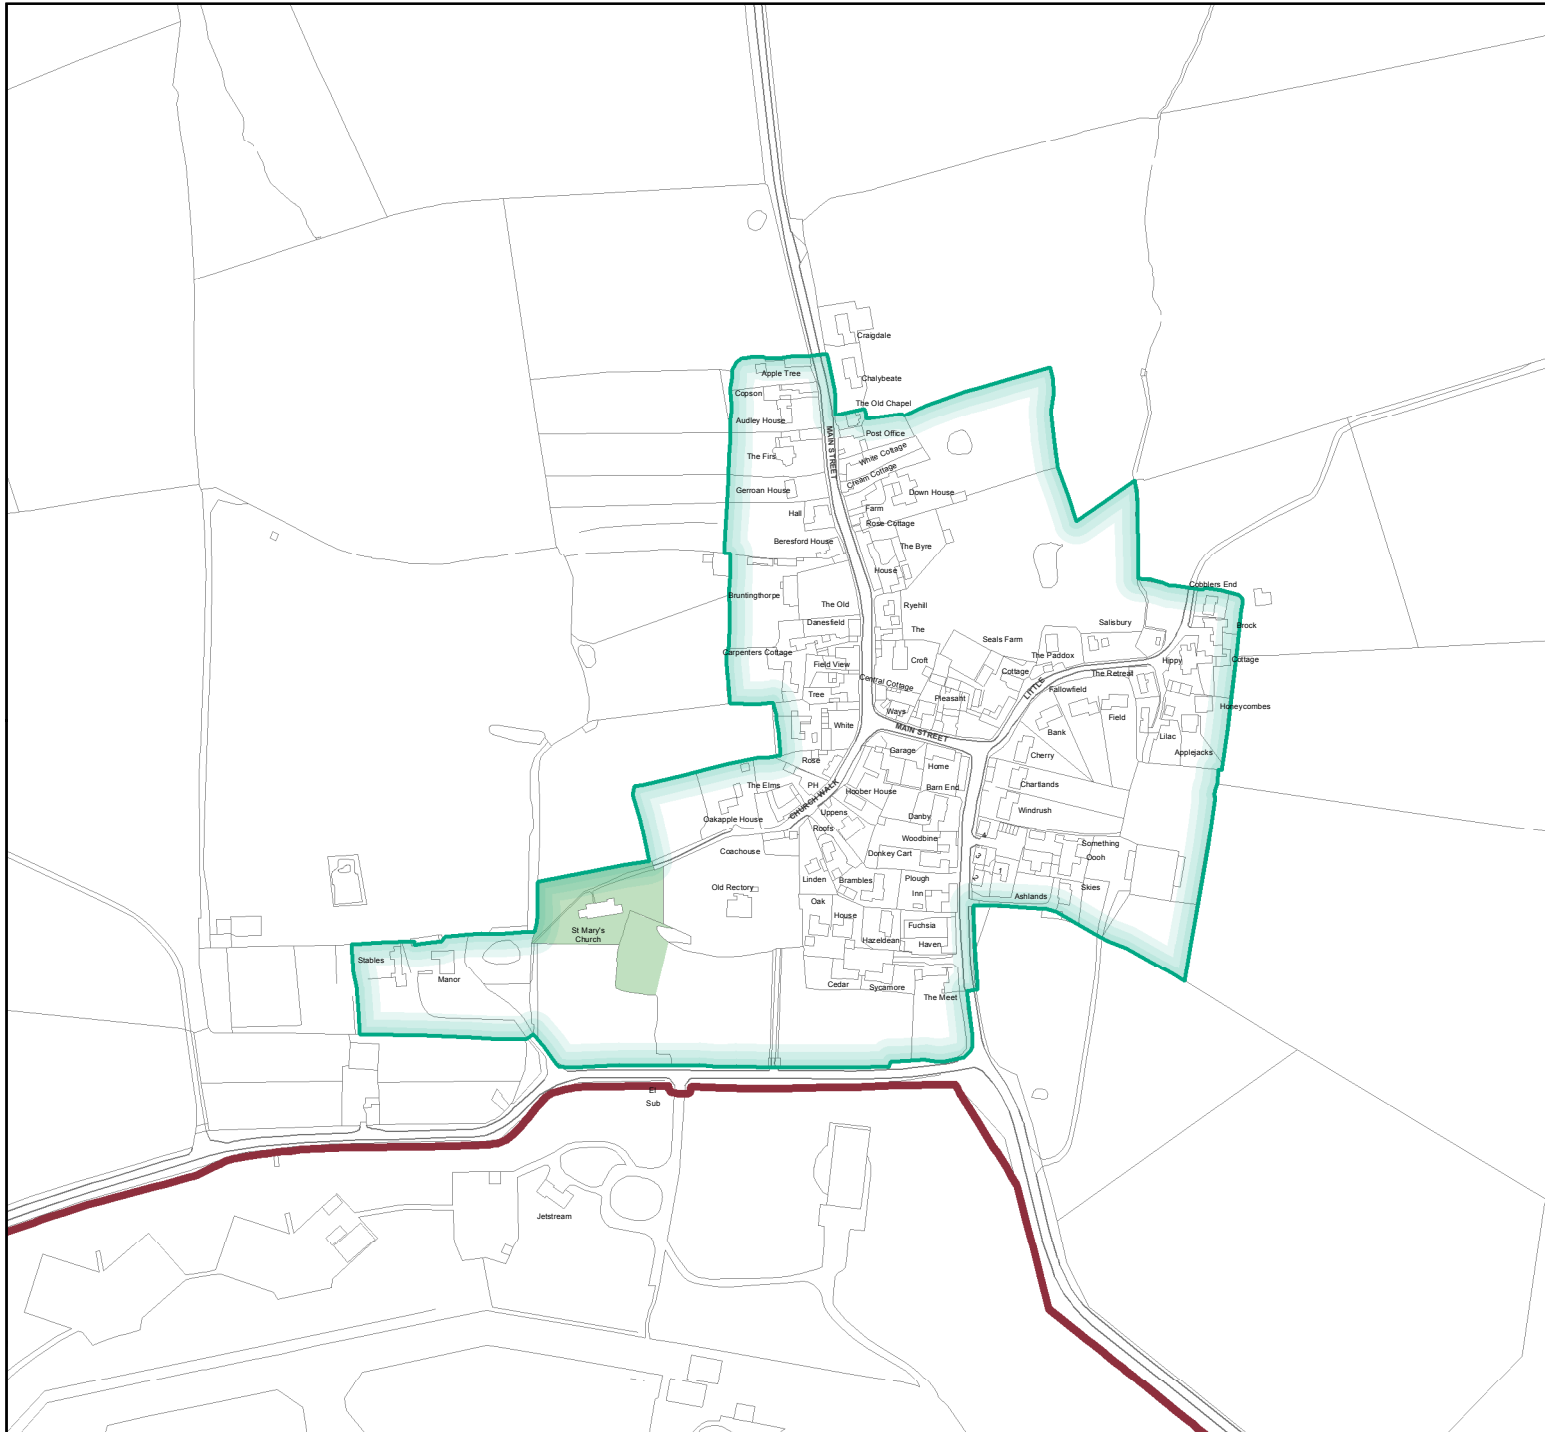 Craigdale
Apple Tree
Chalybeate
Copson
The Old Chapel
Audley House
MAIN STREET
Post Office
The Firs
White Cottage
Cream Cottage
Gerroan House
Down House
Hall
Farm
Rose Cottage
Beresford House
The Byre
House
Cobblers End
Bruntingthorpe
The Old
Ryehill
Danesfield
The
Salisbury
Brock
Seals Farm
Carpenters Cottage
Field View
Croft
The Paddox
Hippy
Cottage
Cottage
The Retreat
Central Cottage
LITTLE
Tree
Pleasant
Fallowfield
Honeycombes
Ways
Field
White
MAIN STREET
Bank
Lilac
Garage
Cherry
Applejacks
Rose
Home
The Elms
PH
CHURCH WALK
Hoober House
Barn End
Chartlands
Oakapple House
Uppens
Danby
Windrush
Roofs
Woodbine
4
Something
Coachouse
Donkey Cart
3
Oooh
Linden
Brambles
Plough
1
2
Old Rectory
Inn
Ashlands
Skies
Oak
House
Fuchsia
St Mary's
Church
Hazeldean
Haven
Stables
Manor
Cedar
Sycamore
The Meet
El
Sub
Jetstream